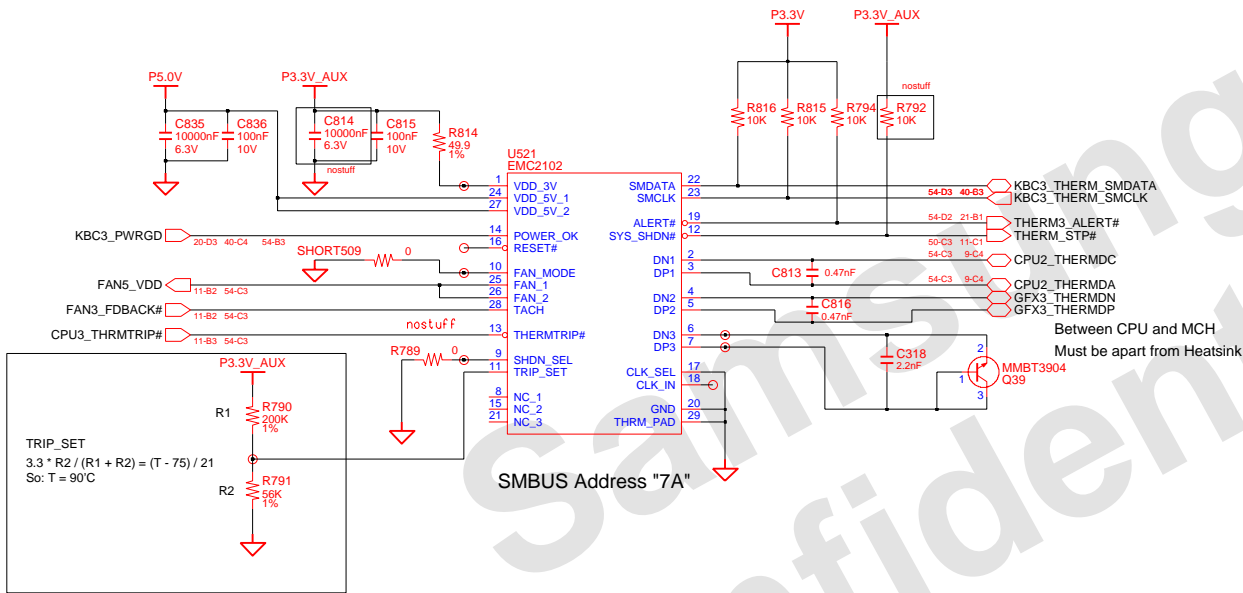 P3.3V
P3.3V_AUX
P5.0V
P3.3V_AUX
nostuff
C835
10000nF
6.3V
C836
100nF
10V
C814
10000nF
6.3V
nostuff
C815
100nF
10V
R814
49.9
1%
R816
10K
R815
10K
R794
10K
R792
10K
U521
EMC2102
1 VDD_3V
24 VDD_5V_1
27 VDD_5V_2
14 POWER_OK
16 RESET#
10 FAN_MODE
25 FAN_1
26 FAN_2
28 TACH
13 THERMTRIP#
9 SHDN_SEL
11 TRIP_SET
8 NC_1
15 NC_2
21 NC_3
SMDATA 22
SMCLK 23
ALERT# 19
SYS_SHDN# 12
DN1 2
DP1 3
DN2 4
DP2 5
DN3 6
DP3 7
CLK_SEL 17
CLK_IN 18
GND 20
THRM_PAD 29
KBC3_PWRGD
20-D3 40-C4 54-B3
SHORT509 0
FAN5_VDD
11-B2 54-C3
FAN3_FDBACK#
11-B2 54-C3
nostuff
CPU3_THRMTRIP#
11-B3 54-C3
R789 0
54-D3 40-B3
KBC3_THERM_SMDATA
KBC3_THERM_SMCLK
54-D2 21-B1
THERM3_ALERT#
THERM_STP#
50-C3 11-C1
54-C3 9-C4
CPU2_THERMDC
C813
0.47nF
54-C3 9-C4
CPU2_THERMDA
GFX3_THERMDN
C816
0.47nF
GFX3_THERMDP
Between CPU and MCH
Must be apart from Heatsink
C318
2.2nF
2
1
3
MMBT3904
Q39
P3.3V_AUX
R1
R790
200K
1%
TRIP_SET
3.3 * R2 / (R1 + R2) = (T - 75) / 21
So: T = 90'C
R2
R791
56K
1%
SMBUS Address "7A"
Samsung
Confident